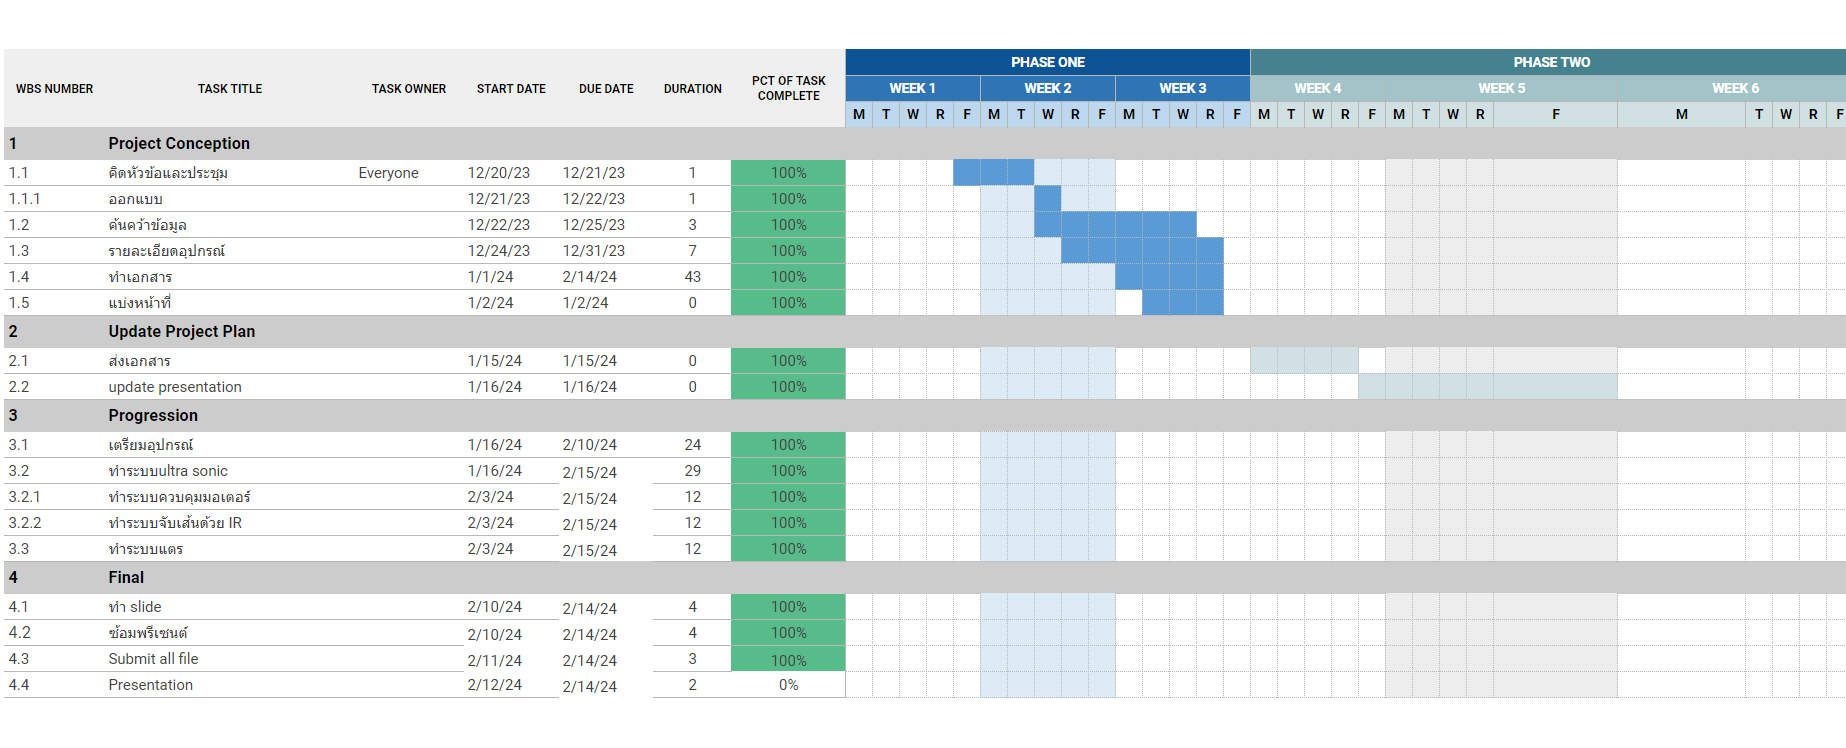 PHASE ONE PHASE TWO
WBS NUMBER TASK TITLE TASK OWNER START DATE DUE DATE DURATION PCT OF TASK COMPLETE WEEK 1 WEEK 2 WEEK 3 WEEK 4 WEEK 5 WEEK 6
M T W R F M T W R F M T W R F M T W R F M T W R F M T W R F
1 Project Conception
1.1 คิดหัวข้อและประชุม Everyone 12/20/23 12/21/23 1 100%
1.1.1 ออกแบบ 12/21/23 12/22/23 1 100%
1.2 ค้นคว้าข้อมูล 12/22/23 12/25/23 3 100%
1.3 รายละเอียดอุปกรณ์ 12/24/23 12/31/23 7 100%
1.4 ทำเอกสาร 1/1/24 2/14/24 43 100%
1.5 แบ่งหน้าที่ 1/2/24 1/2/24 0 100%
2 Update Project Plan
2.1 ส่งเอกสาร 1/15/24 1/15/24 0 100%
2.2 update presentation 1/16/24 1/16/24 0 100%
3 Progression
3.1 เตรียมอุปกรณ์ 1/16/24 2/10/24 24 100%
3.2 ทำระบบultra sonic 1/16/24 2/15/24 29 100%
3.2.1 ทำระบบควบคุมมอเตอร์ 2/3/24 2/15/24 12 100%
3.2.2 ทำระบบจับเส้นด้วย IR 2/3/24 2/15/24 12 100%
3.3 ทำระบบแตร 2/3/24 2/15/24 12 100%
4 Final
4.1 ทำ slide 2/10/24 2/14/24 4 100%
4.2 ซ้อมพรีเซนต์ 2/10/24 2/14/24 4 100%
4.3 Submit all file 2/11/24 2/14/24 3 100%
4.4 Presentation 2/12/24 2/14/24 2 0%